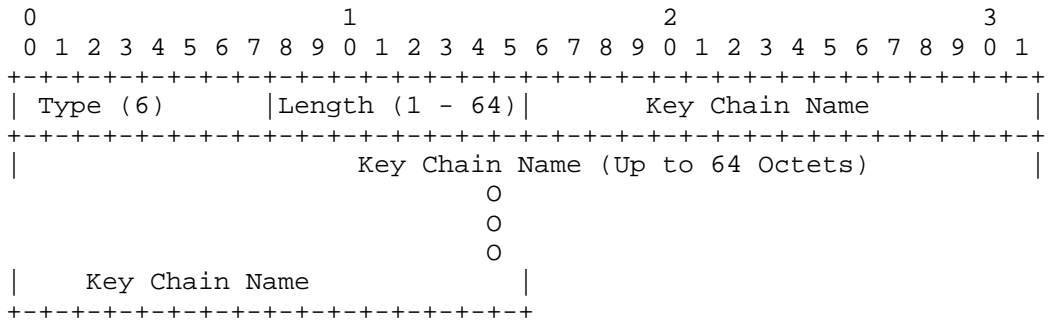 0                   1                   2                   3
 0 1 2 3 4 5 6 7 8 9 0 1 2 3 4 5 6 7 8 9 0 1 2 3 4 5 6 7 8 9 0 1
+-+-+-+-+-+-+-+-+-+-+-+-+-+-+-+-+-+-+-+-+-+-+-+-+-+-+-+-+-+-+-+-+
| Type (6)      |Length (1 - 64)|       Key Chain Name          |
+-+-+-+-+-+-+-+-+-+-+-+-+-+-+-+-+-+-+-+-+-+-+-+-+-+-+-+-+-+-+-+-+
|                     Key Chain Name (Up to 64 Octets)          |
                              O
                              O
                              O
|    Key Chain Name             |
+-+-+-+-+-+-+-+-+-+-+-+-+-+-+-+-+